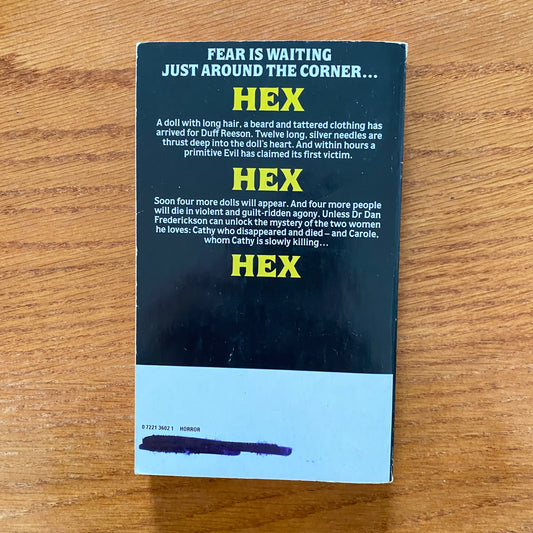 FEAR IS WAITING
JUST AROUND THE CORNER...
HEX
A doll with long hair, a beard and tattered clothing has
arrived for Duff Reeson. Twelve long, silver needles are
thrust deep into the doll's heart. And within hours a
primitive Evil has claimed its first victim.
HEX
Soon four more dolls will appear. And four more people
will die in violent and guilt-ridden agony. Unless Dr Dan
Frederickson can unlock the mystery of the two women
he loves: Cathy who disappeared and died – and Carole,
whom Cathy is slowly killing...
HEX
0 7221 3602 1 HORROR